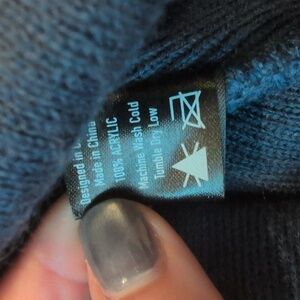 Designed in
Made in China
100% ACRYLIC
Machine Wash Cold
Tumble Dry Low